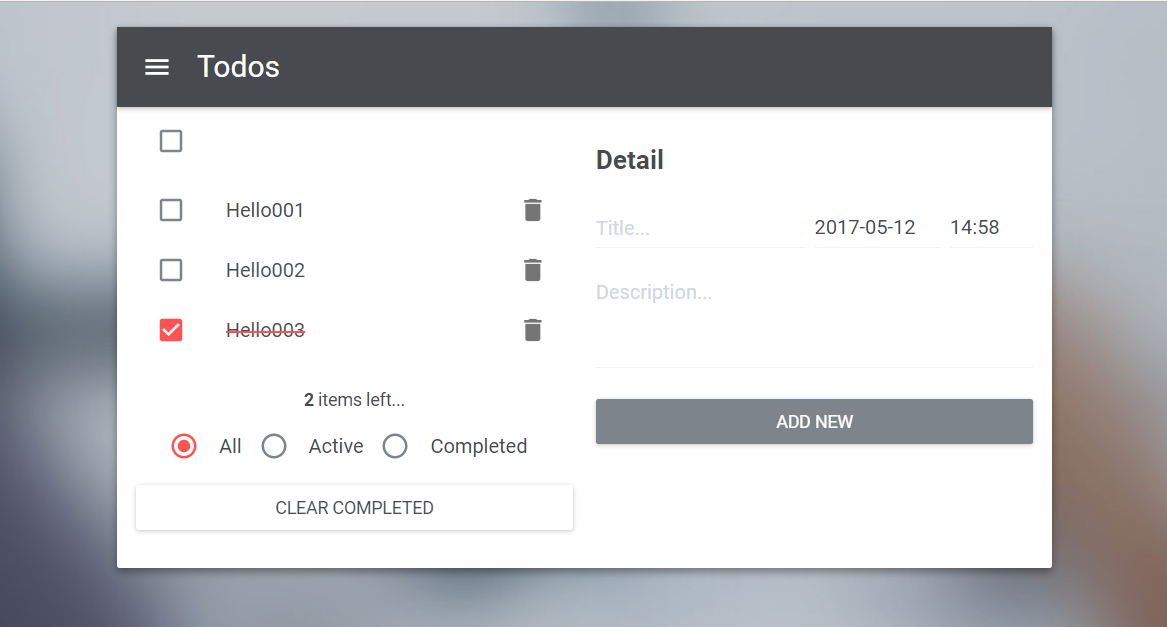 Todos
Hello001
Hello002
Hello003
2 items left...
All Active Completed
CLEAR COMPLETED
Detail
Title... 2017-05-12 14:58
Description...
ADD NEW